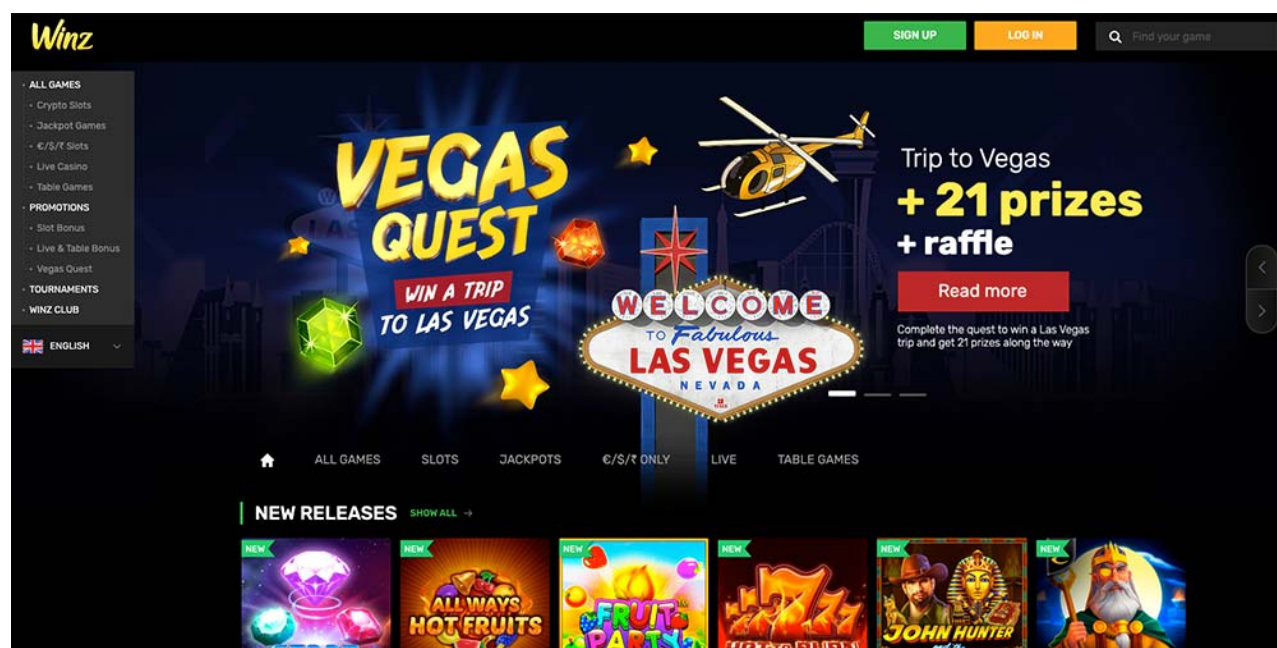 Winz
SIGN UP
LOG IN
Find your game
ALL GAMES
Crypto Slots
Jackpot Games
€/$/₹ Slots
Live Casino
Table Games
PROMOTIONS
Slot Bonus
Live & Table Bonus
Vegas Quest
TOURNAMENTS
WINZ CLUB
ENGLISH
VEGAS
QUEST
WIN A TRIP
TO LAS VEGAS
WELCOME
TO Fabulous
LAS VEGAS
NEVADA
Trip to Vegas
+ 21 prizes
+ raffle
Read more
Complete the quest to win a Las Vegas
trip and get 21 prizes along the way
ALL GAMES SLOTS JACKPOTS €/$/₹ ONLY LIVE TABLE GAMES
NEW RELEASES SHOW ALL →
NEW NEW NEW NEW NEW NEW
ALL WAYS
HOT FRUITS
FRUIT
PARTY
777
JOHN HUNTER